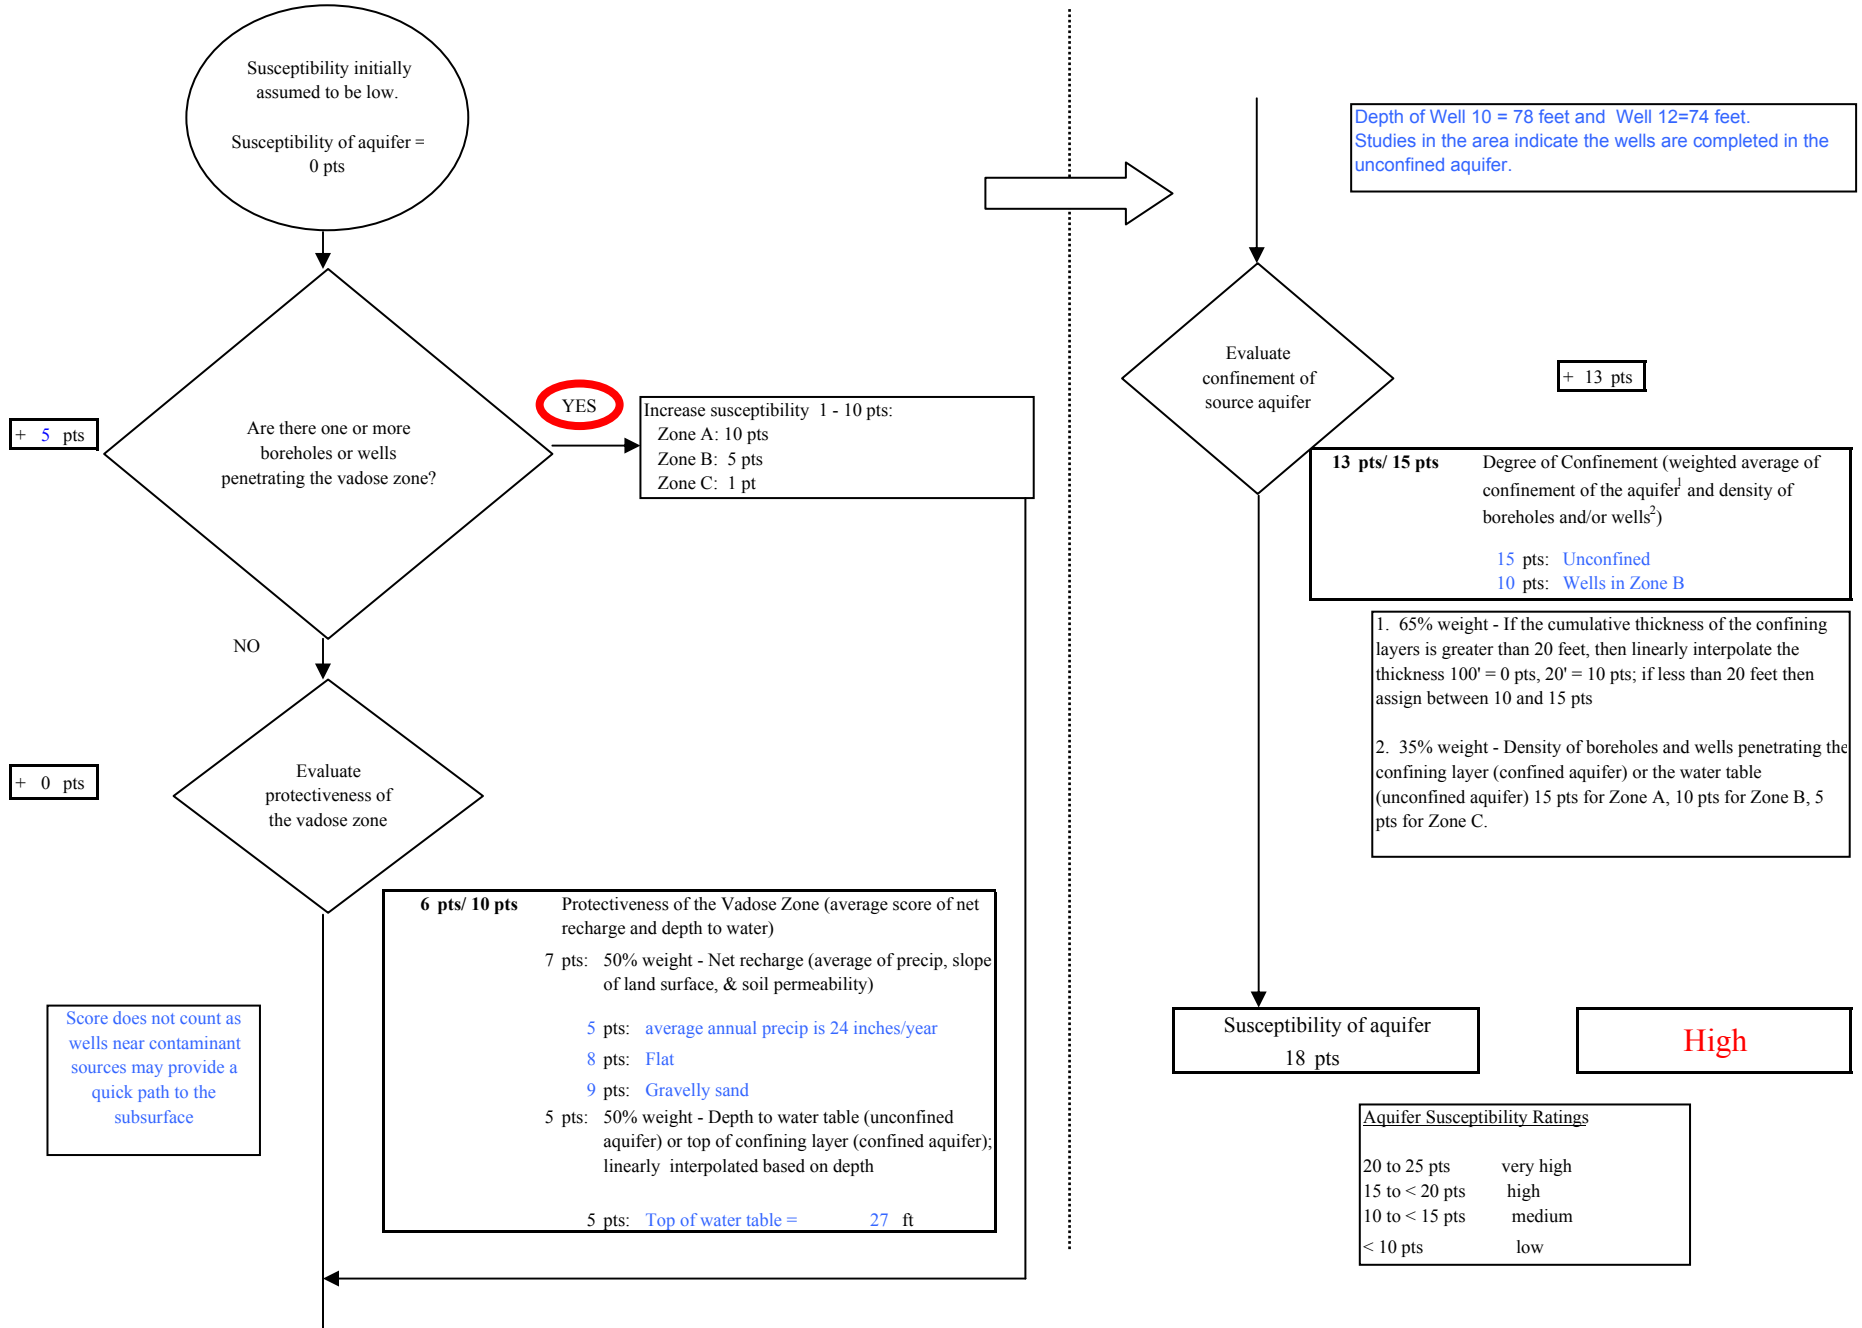 Susceptibility initially
assumed to be low.
Susceptibility of aquifer =
0 pts
+ 5 pts
Are there one or more
boreholes or wells
penetrating the vadose zone?
YES
Increase susceptibility 1 - 10 pts:
Zone A: 10 pts
Zone B: 5 pts
Zone C: 1 pt
NO
+ 0 pts
Evaluate
protectiveness of
the vadose zone
Score does not count as
wells near contaminant
sources may provide a
quick path to the
subsurface
6 pts/ 10 pts Protectiveness of the Vadose Zone (average score of net
recharge and depth to water)
7 pts: 50% weight - Net recharge (average of precip, slope
of land surface, & soil permeability)
5 pts: average annual precip is 24 inches/year
8 pts: Flat
9 pts: Gravelly sand
5 pts: 50% weight - Depth to water table (unconfined
aquifer) or top of confining layer (confined aquifer);
linearly interpolated based on depth
5 pts: Top of water table = 27 ft
Depth of Well 10 = 78 feet and Well 12=74 feet.
Studies in the area indicate the wells are completed in the
unconfined aquifer.
Evaluate
confinement of
source aquifer
+ 13 pts
13 pts/ 15 pts Degree of Confinement (weighted average of
confinement of the aquifer1 and density of
boreholes and/or wells2)
15 pts: Unconfined
10 pts: Wells in Zone B
1. 65% weight - If the cumulative thickness of the confining
layers is greater than 20 feet, then linearly interpolate the
thickness 100' = 0 pts, 20' = 10 pts; if less than 20 feet then
assign between 10 and 15 pts
2. 35% weight - Density of boreholes and wells penetrating the
confining layer (confined aquifer) or the water table
(unconfined aquifer) 15 pts for Zone A, 10 pts for Zone B, 5
pts for Zone C.
Susceptibility of aquifer
18 pts
High
Aquifer Susceptibility Ratings
20 to 25 pts very high
15 to < 20 pts high
10 to < 15 pts medium
< 10 pts low